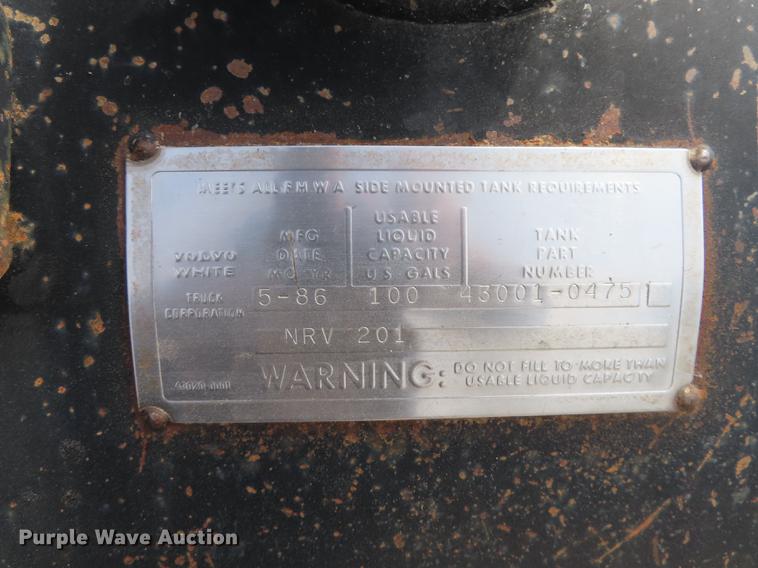 MEETS ALL F M W A SIDE MOUNTED TANK REQUIREMENTS
VOLVO WHITE
TRUCK CORPORATION
MFG DATE MO YR
USABLE LIQUID CAPACITY U S GALS
TANK PART NUMBER
5-86 100 43001-0475
NRV 201
WARNING: DO NOT FILL TO MORE THAN
USABLE LIQUID CAPACITY
Purple Wave Auction